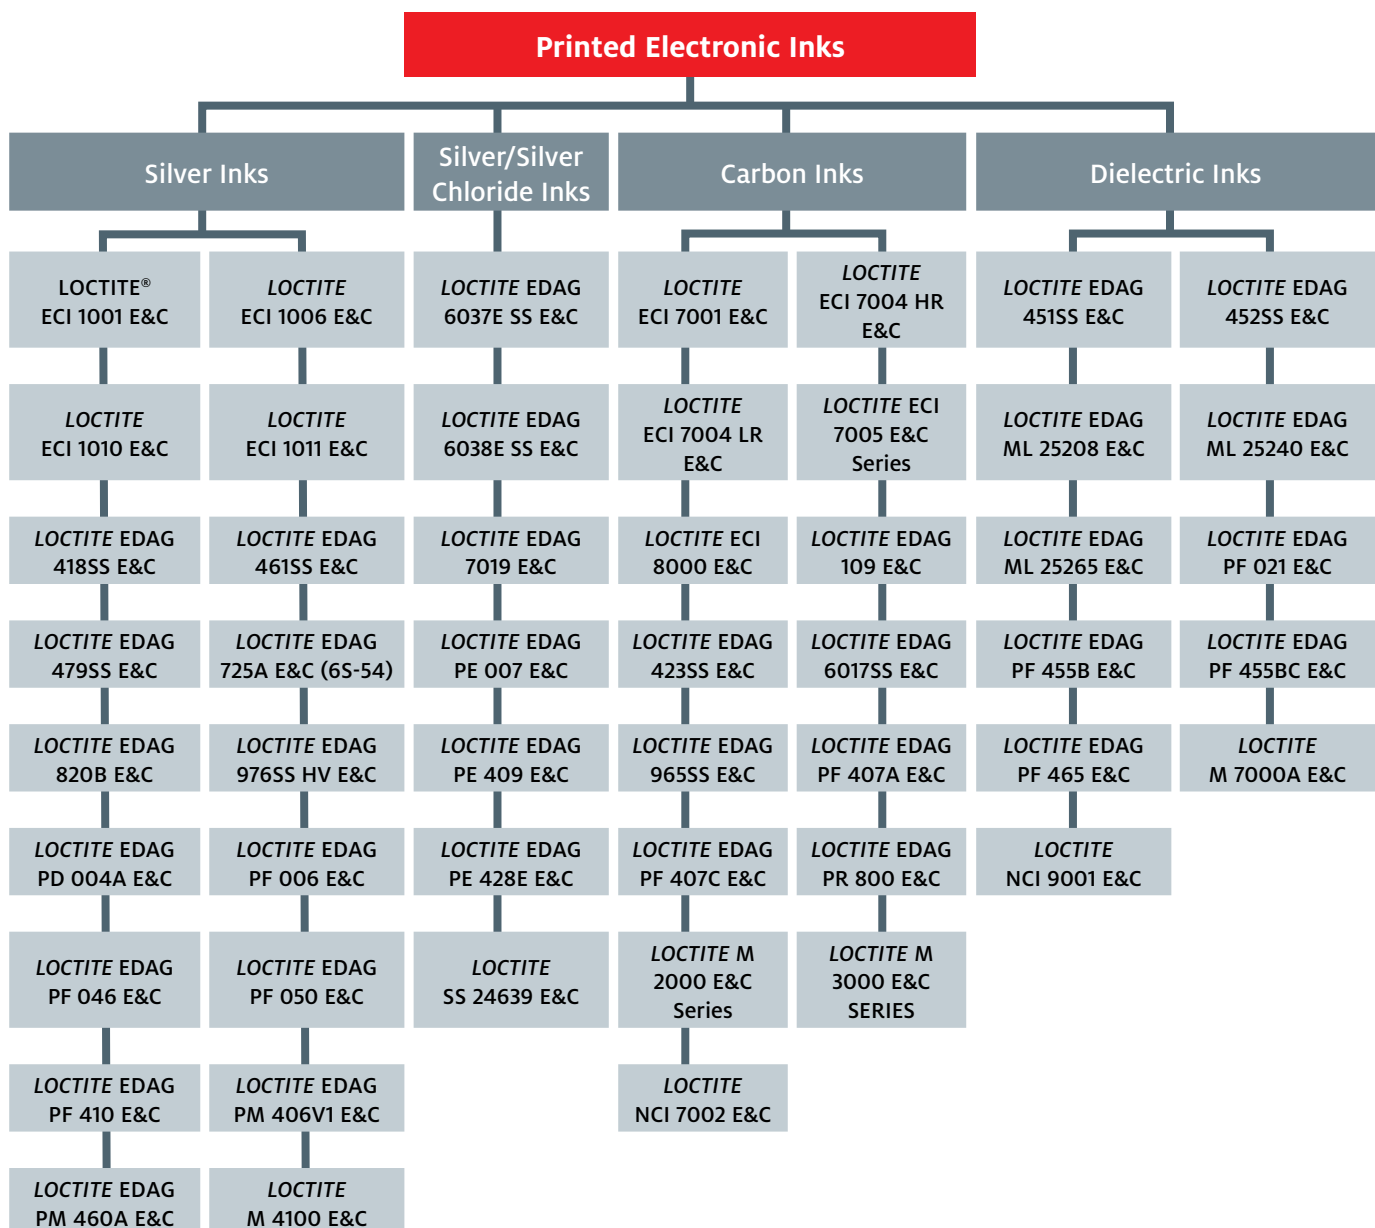 Printed Electronic Inks
Silver Inks
Silver/Silver
Chloride Inks
Carbon Inks
Dielectric Inks
LOCTITE®
ECI 1001 E&C
LOCTITE
ECI 1006 E&C
LOCTITE EDAG
6037E SS E&C
LOCTITE
ECI 7001 E&C
LOCTITE
ECI 7004 HR
E&C
LOCTITE EDAG
451SS E&C
LOCTITE EDAG
452SS E&C
LOCTITE
ECI 1010 E&C
LOCTITE
ECI 1011 E&C
LOCTITE EDAG
6038E SS E&C
LOCTITE
ECI 7004 LR
E&C
LOCTITE ECI
7005 E&C
Series
LOCTITE EDAG
ML 25208 E&C
LOCTITE EDAG
ML 25240 E&C
LOCTITE EDAG
418SS E&C
LOCTITE EDAG
461SS E&C
LOCTITE EDAG
7019 E&C
LOCTITE ECI
8000 E&C
LOCTITE EDAG
109 E&C
LOCTITE EDAG
ML 25265 E&C
LOCTITE EDAG
PF 021 E&C
LOCTITE EDAG
479SS E&C
LOCTITE EDAG
725A E&C (6S-54)
LOCTITE EDAG
PE 007 E&C
LOCTITE EDAG
423SS E&C
LOCTITE EDAG
6017SS E&C
LOCTITE EDAG
PF 455B E&C
LOCTITE EDAG
PF 455BC E&C
LOCTITE EDAG
820B E&C
LOCTITE EDAG
976SS HV E&C
LOCTITE EDAG
PE 409 E&C
LOCTITE EDAG
965SS E&C
LOCTITE EDAG
PF 407A E&C
LOCTITE EDAG
PF 465 E&C
LOCTITE
M 7000A E&C
LOCTITE EDAG
PD 004A E&C
LOCTITE EDAG
PF 006 E&C
LOCTITE EDAG
PE 428E E&C
LOCTITE EDAG
PF 407C E&C
LOCTITE EDAG
PR 800 E&C
LOCTITE
NCI 9001 E&C
LOCTITE EDAG
PF 046 E&C
LOCTITE EDAG
PF 050 E&C
LOCTITE
SS 24639 E&C
LOCTITE M
2000 E&C
Series
LOCTITE M
3000 E&C
SERIES
LOCTITE EDAG
PF 410 E&C
LOCTITE EDAG
PM 406V1 E&C
LOCTITE
NCI 7002 E&C
LOCTITE EDAG
PM 460A E&C
LOCTITE
M 4100 E&C